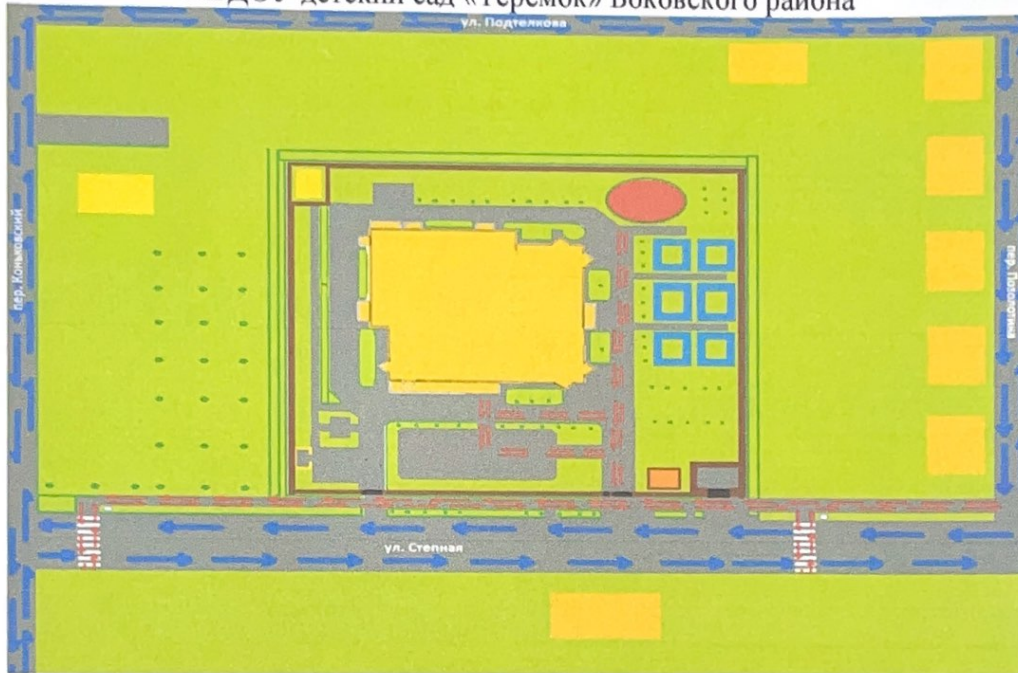 детский сад «Теремок» Боковского района
ул. Подтелкова
пер. Коньковский
ул. Степная